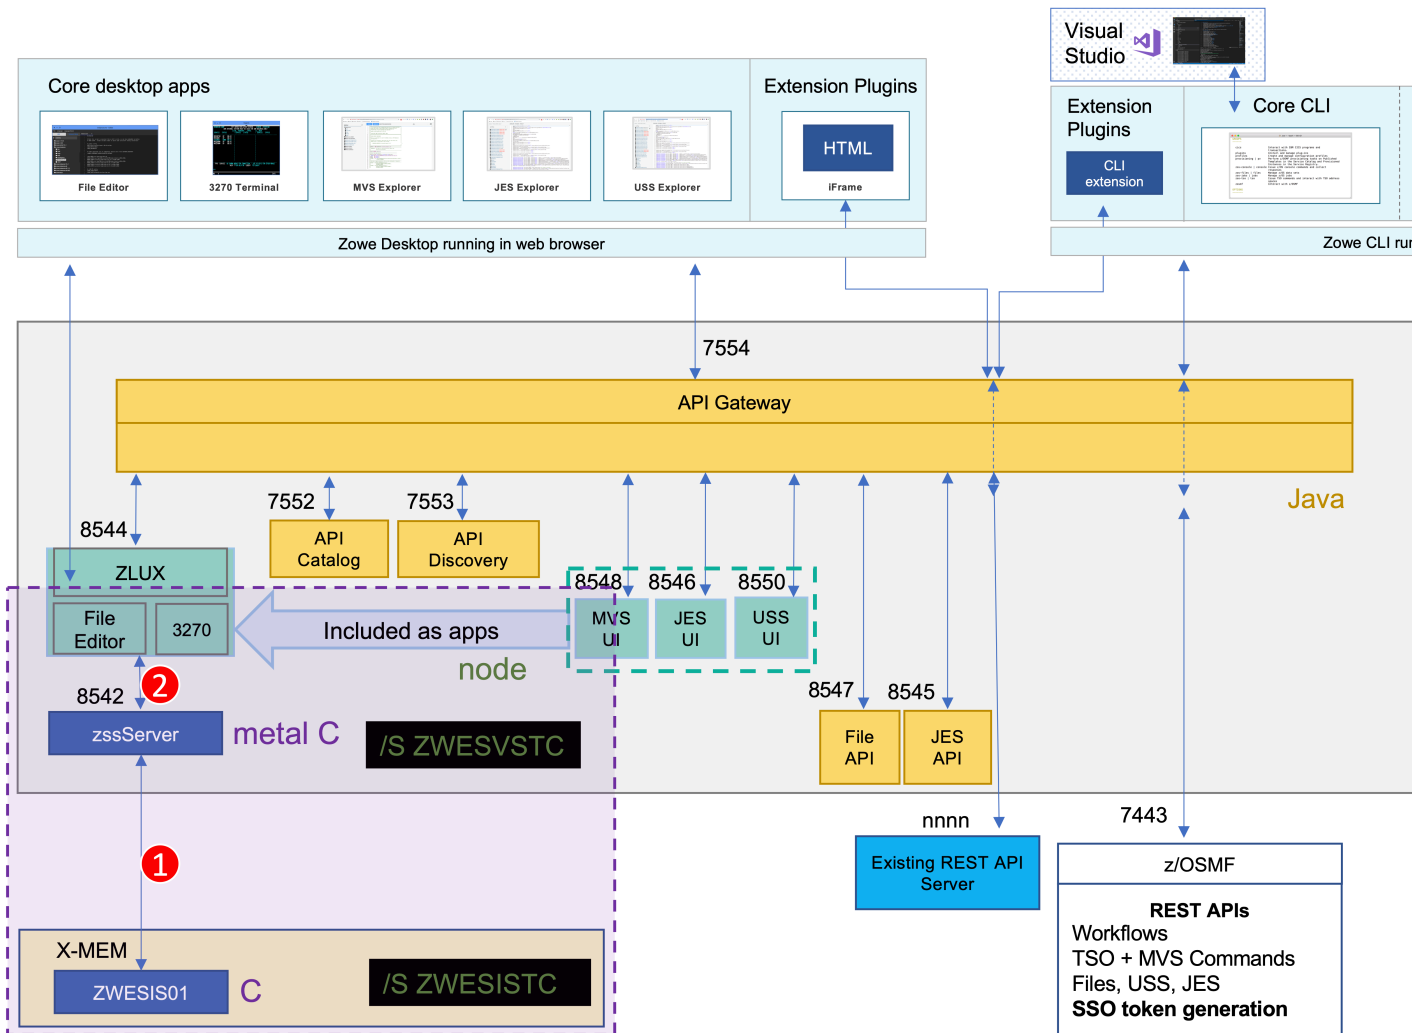 Visual
Studio
Core desktop apps
Extension Plugins
File Editor
3270 Terminal
MVS Explorer
JES Explorer
USS Explorer
HTML
iFrame
Extension
Plugins
Core CLI
CLI
extension
Zowe Desktop running in web browser
Zowe CLI rur
7554
API Gateway
Java
7552
7553
8544
API
Catalog
API
Discovery
ZLUX
File
Editor
3270
Included as apps
8548
8546
8550
MVS
UI
JES
UI
USS
UI
node
2
8542
zssServer
metal C
/S ZWESVSTC
8547
8545
File
API
JES
API
1
nnnn
7443
Existing REST API
Server
z/OSMF
REST APIs
Workflows
TSO + MVS Commands
Files, USS, JES
SSO token generation
X-MEM
ZWESIS01
C
/S ZWESISTC